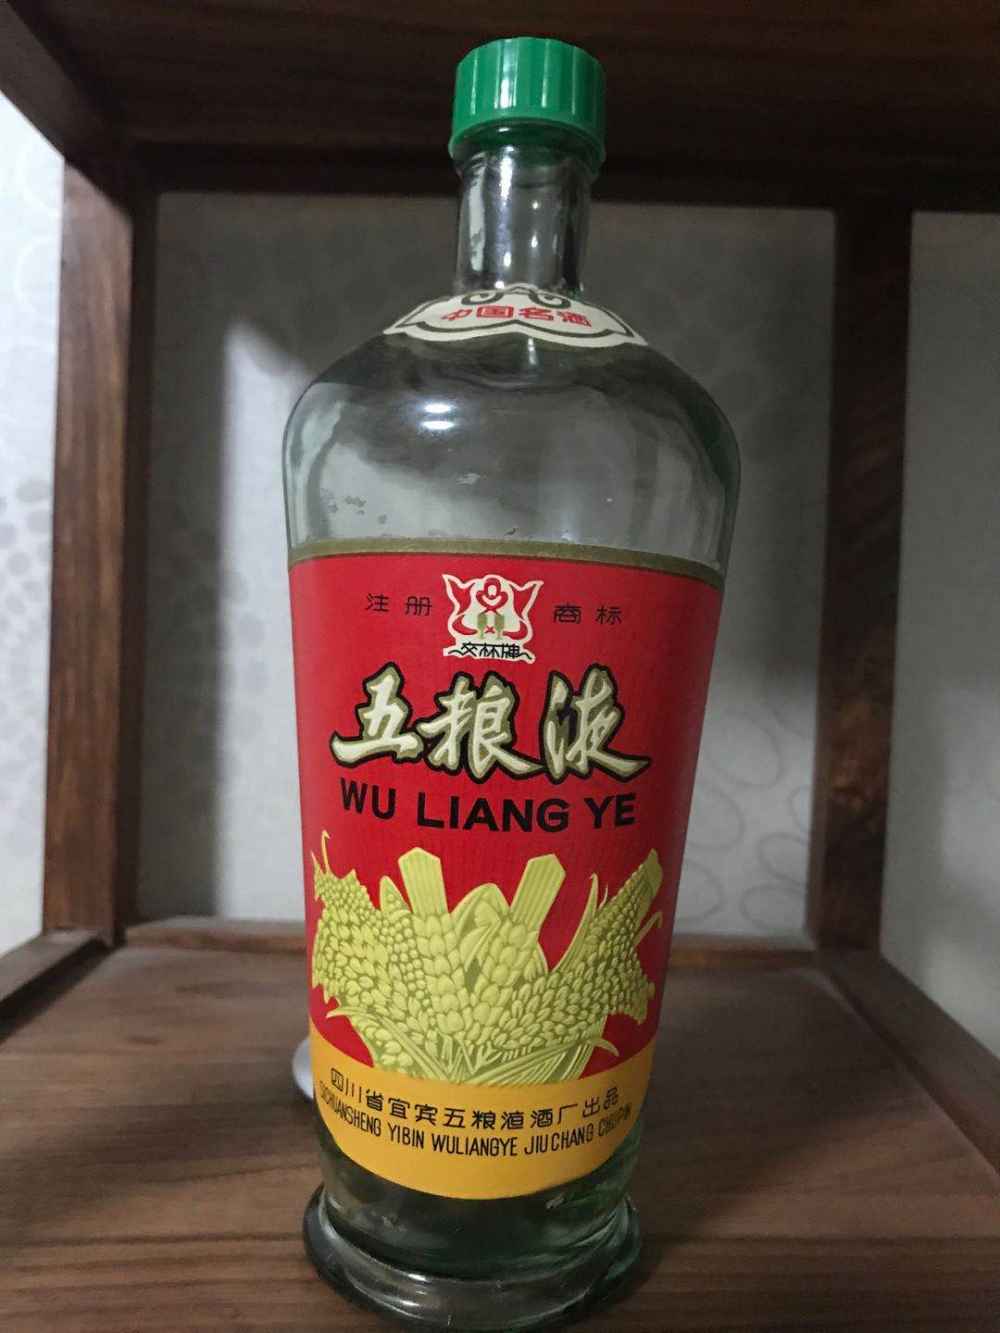 中国名酒
注册 商标
交杯牌
五粮液
WU LIANG YE
四川省宜宾五粮液酒厂出品
SICHUANSHENG YIBIN WULIANGYE JIUCHANG CHUPIN